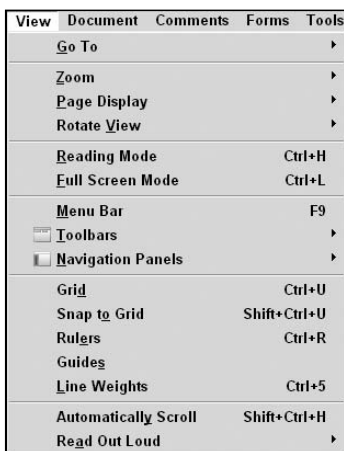 View Document Comments Forms Tools
Go To
Zoom
Page Display
Rotate View
Reading Mode Ctrl+H
Full Screen Mode Ctrl+L
Menu Bar F9
Toolbars
Navigation Panels
Grid Ctrl+U
Snap to Grid Shift+Ctrl+U
Rulers Ctrl+R
Guides
Line Weights Ctrl+5
Automatically Scroll Shift+Ctrl+H
Read Out Loud